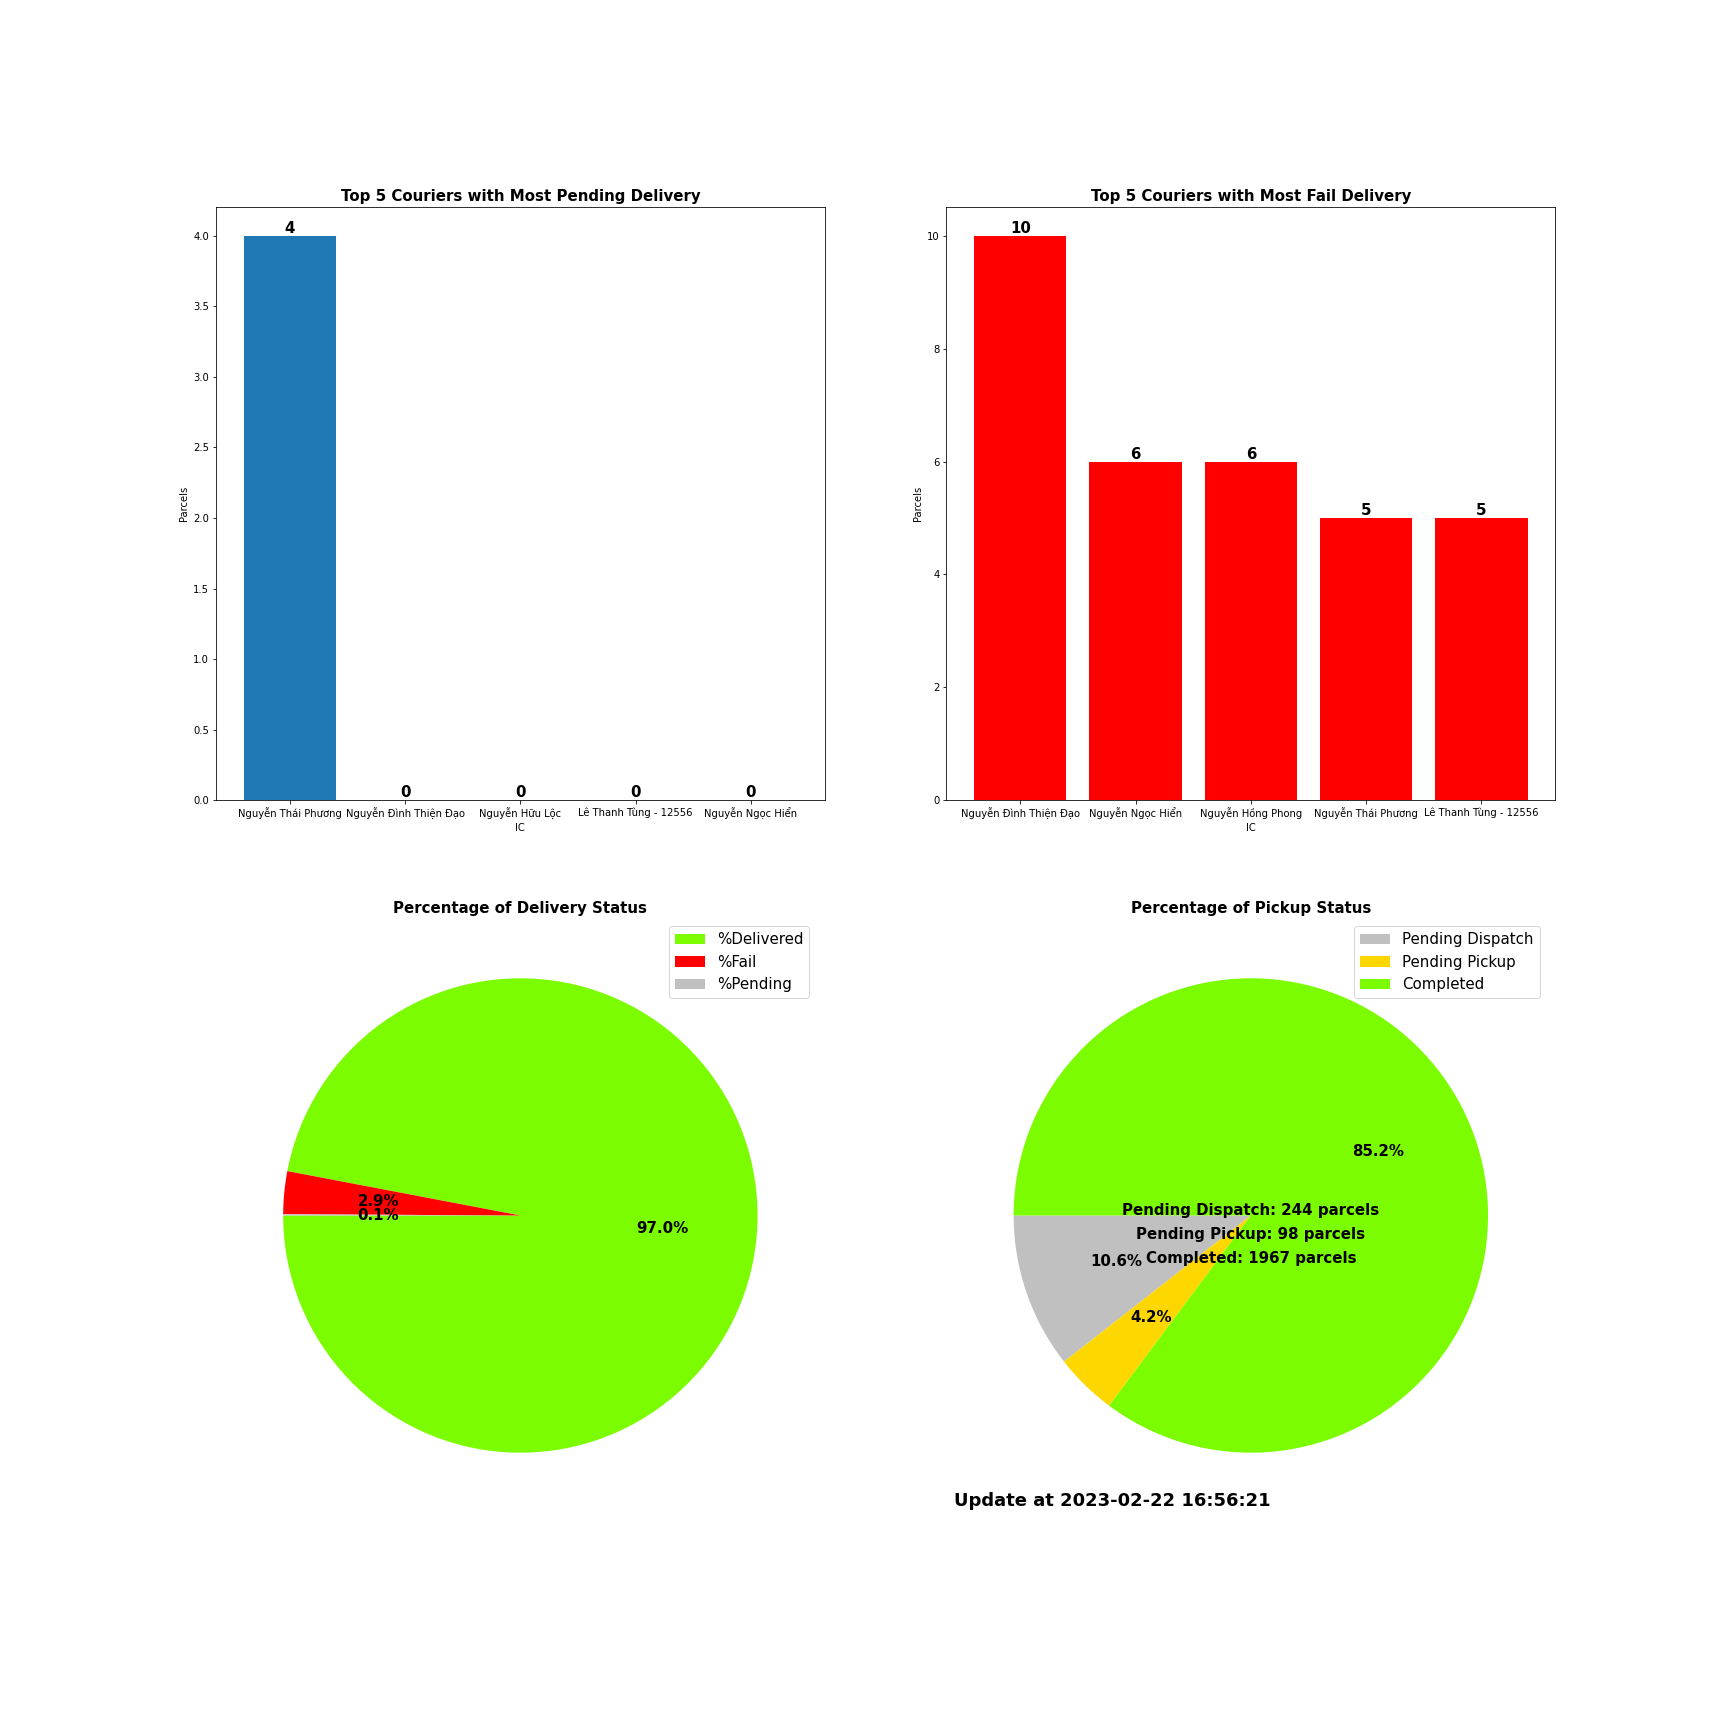 Top 5 Couriers with Most Pending Delivery
4
4.0
3.5
3.0
2.5
2.0
1.5
1.0
0.5
0.0
Parcels
0
0
0
0
Nguyễn Thái Phương
Nguyễn Đình Thiện Đạo
Nguyễn Hữu Lộc
Lê Thanh Tùng - 12556
Nguyễn Ngọc Hiển
IC
Top 5 Couriers with Most Fail Delivery
10
10
8
6
4
2
0
Parcels
6
6
5
5
Nguyễn Đình Thiện Đạo
Nguyễn Ngọc Hiển
Nguyễn Hồng Phong
Nguyễn Thái Phương
Lê Thanh Tùng - 12556
IC
Percentage of Delivery Status
%Delivered
%Fail
%Pending
2.9%
0.1%
97.0%
Percentage of Pickup Status
Pending Dispatch
Pending Pickup
Completed
85.2%
Pending Dispatch: 244 parcels
Pending Pickup: 98 parcels
Completed: 1967 parcels
10.6%
4.2%
Update at 2023-02-22 16:56:21